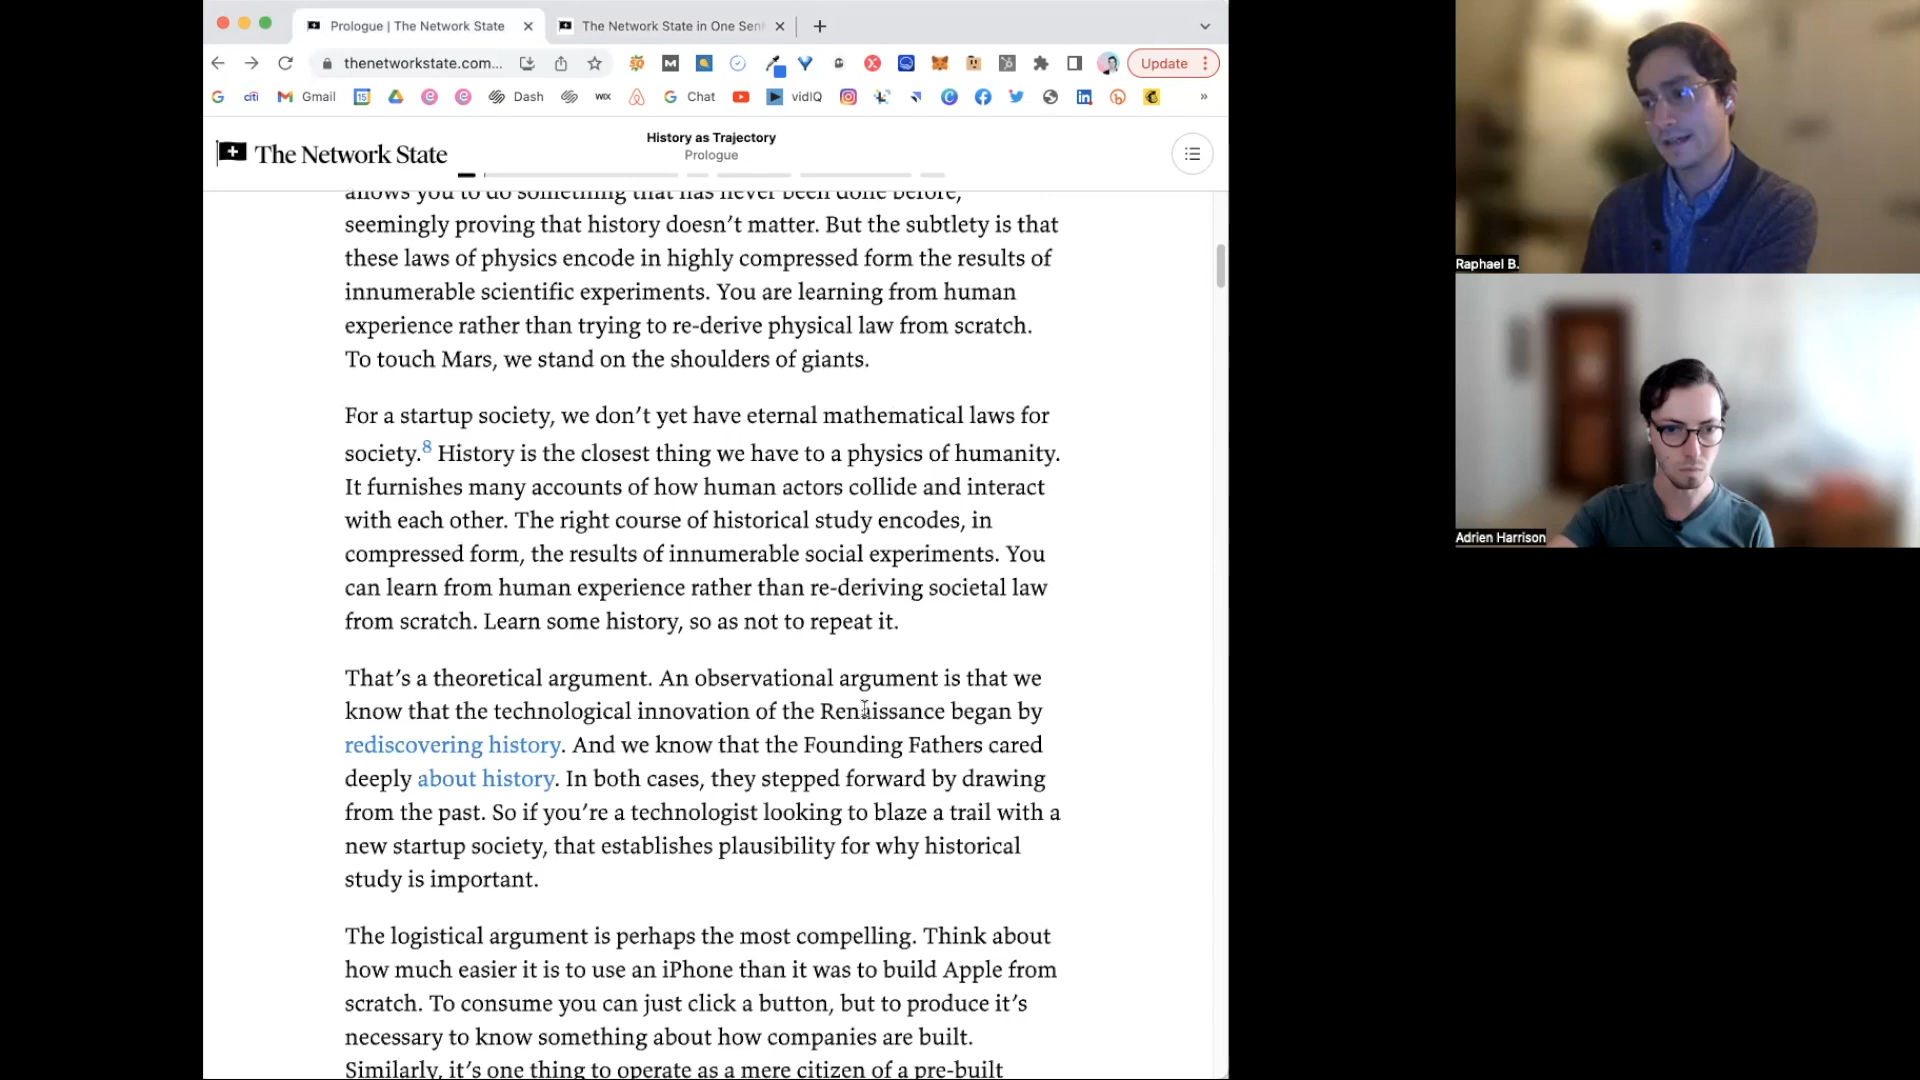 Prologue | The Network State
The Network State in One Sen
thenetworkstate.com...
Update
Gmail
Dash
Chat
vidIQ
»
The Network State
History as Trajectory
Prologue
allows you to do something that has never been done before,
seemingly proving that history doesn’t matter. But the subtlety is that
these laws of physics encode in highly compressed form the results of
innumerable scientific experiments. You are learning from human
experience rather than trying to re-derive physical law from scratch.
To touch Mars, we stand on the shoulders of giants.
For a startup society, we don’t yet have eternal mathematical laws for
society.8 History is the closest thing we have to a physics of humanity.
It furnishes many accounts of how human actors collide and interact
with each other. The right course of historical study encodes, in
compressed form, the results of innumerable social experiments. You
can learn from human experience rather than re-deriving societal law
from scratch. Learn some history, so as not to repeat it.
That’s a theoretical argument. An observational argument is that we
know that the technological innovation of the Renaissance began by
rediscovering history. And we know that the Founding Fathers cared
deeply about history. In both cases, they stepped forward by drawing
from the past. So if you’re a technologist looking to blaze a trail with a
new startup society, that establishes plausibility for why historical
study is important.
The logistical argument is perhaps the most compelling. Think about
how much easier it is to use an iPhone than it was to build Apple from
scratch. To consume you can just click a button, but to produce it’s
necessary to know something about how companies are built.
Similarly, it’s one thing to operate as a mere citizen of a pre-built
Raphael B.
Adrien Harrison